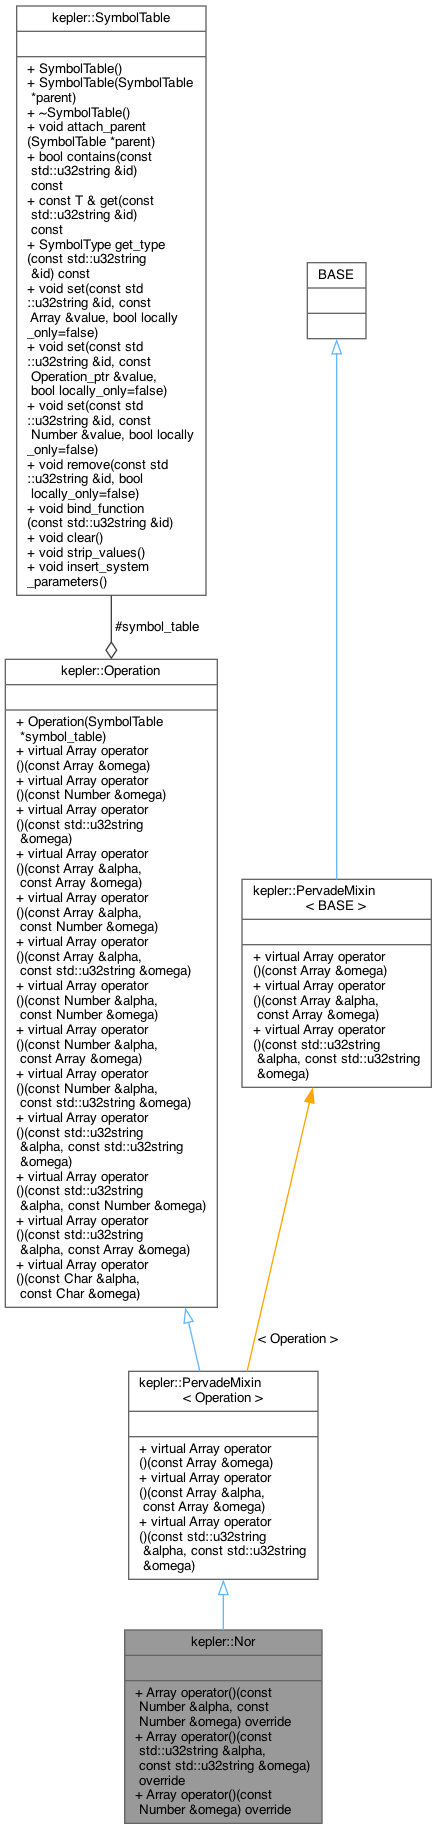 kepler::SymbolTable
+ SymbolTable()
+ SymbolTable(SymbolTable
*parent)
+ ~SymbolTable()
+ void attach_parent
(SymbolTable *parent)
+ bool contains(const
std::u32string &id)
const
+ const T & get(const
std::u32string &id)
const
+ SymbolType get_type
(const std::u32string
&id) const
+ void set(const std
::u32string &id, const
Array &value, bool locally
_only=false)
+ void set(const std
::u32string &id, const
Operation_ptr &value,
bool locally_only=false)
+ void set(const std
::u32string &id, const
Number &value, bool locally
_only=false)
+ void remove(const std
::u32string &id, bool
locally_only=false)
+ void bind_function
(const std::u32string &id)
+ void clear()
+ void strip_values()
+ void insert_system
_parameters()
BASE
#symbol_table
kepler::Operation
+ Operation(SymbolTable
*symbol_table)
+ virtual Array operator
()(const Array &omega)
+ virtual Array operator
()(const Number &omega)
+ virtual Array operator
()(const std::u32string
&omega)
+ virtual Array operator
()(const Array &alpha,
const Array &omega)
+ virtual Array operator
()(const Array &alpha,
const Number &omega)
+ virtual Array operator
()(const Array &alpha,
const std::u32string &omega)
+ virtual Array operator
()(const Number &alpha,
const Number &omega)
+ virtual Array operator
()(const Number &alpha,
const Array &omega)
+ virtual Array operator
()(const Number &alpha,
const std::u32string &omega)
+ virtual Array operator
()(const std::u32string
&alpha, const std::u32string
&omega)
+ virtual Array operator
()(const std::u32string
&alpha, const Number &omega)
+ virtual Array operator
()(const std::u32string
&alpha, const Array &omega)
+ virtual Array operator
()(const Char &alpha,
const Char &omega)
kepler::PervadeMixin
< BASE >
+ virtual Array operator
()(const Array &omega)
+ virtual Array operator
()(const Array &alpha,
const Array &omega)
+ virtual Array operator
()(const std::u32string
&alpha, const std::u32string
&omega)
< Operation >
kepler::PervadeMixin
< Operation >
+ virtual Array operator
()(const Array &omega)
+ virtual Array operator
()(const Array &alpha,
const Array &omega)
+ virtual Array operator
()(const std::u32string
&alpha, const std::u32string
&omega)
kepler::Nor
+ Array operator()(const
Number &alpha, const
Number &omega) override
+ Array operator()(const
std::u32string &alpha,
const std::u32string &omega)
override
+ Array operator()(const
Number &omega) override